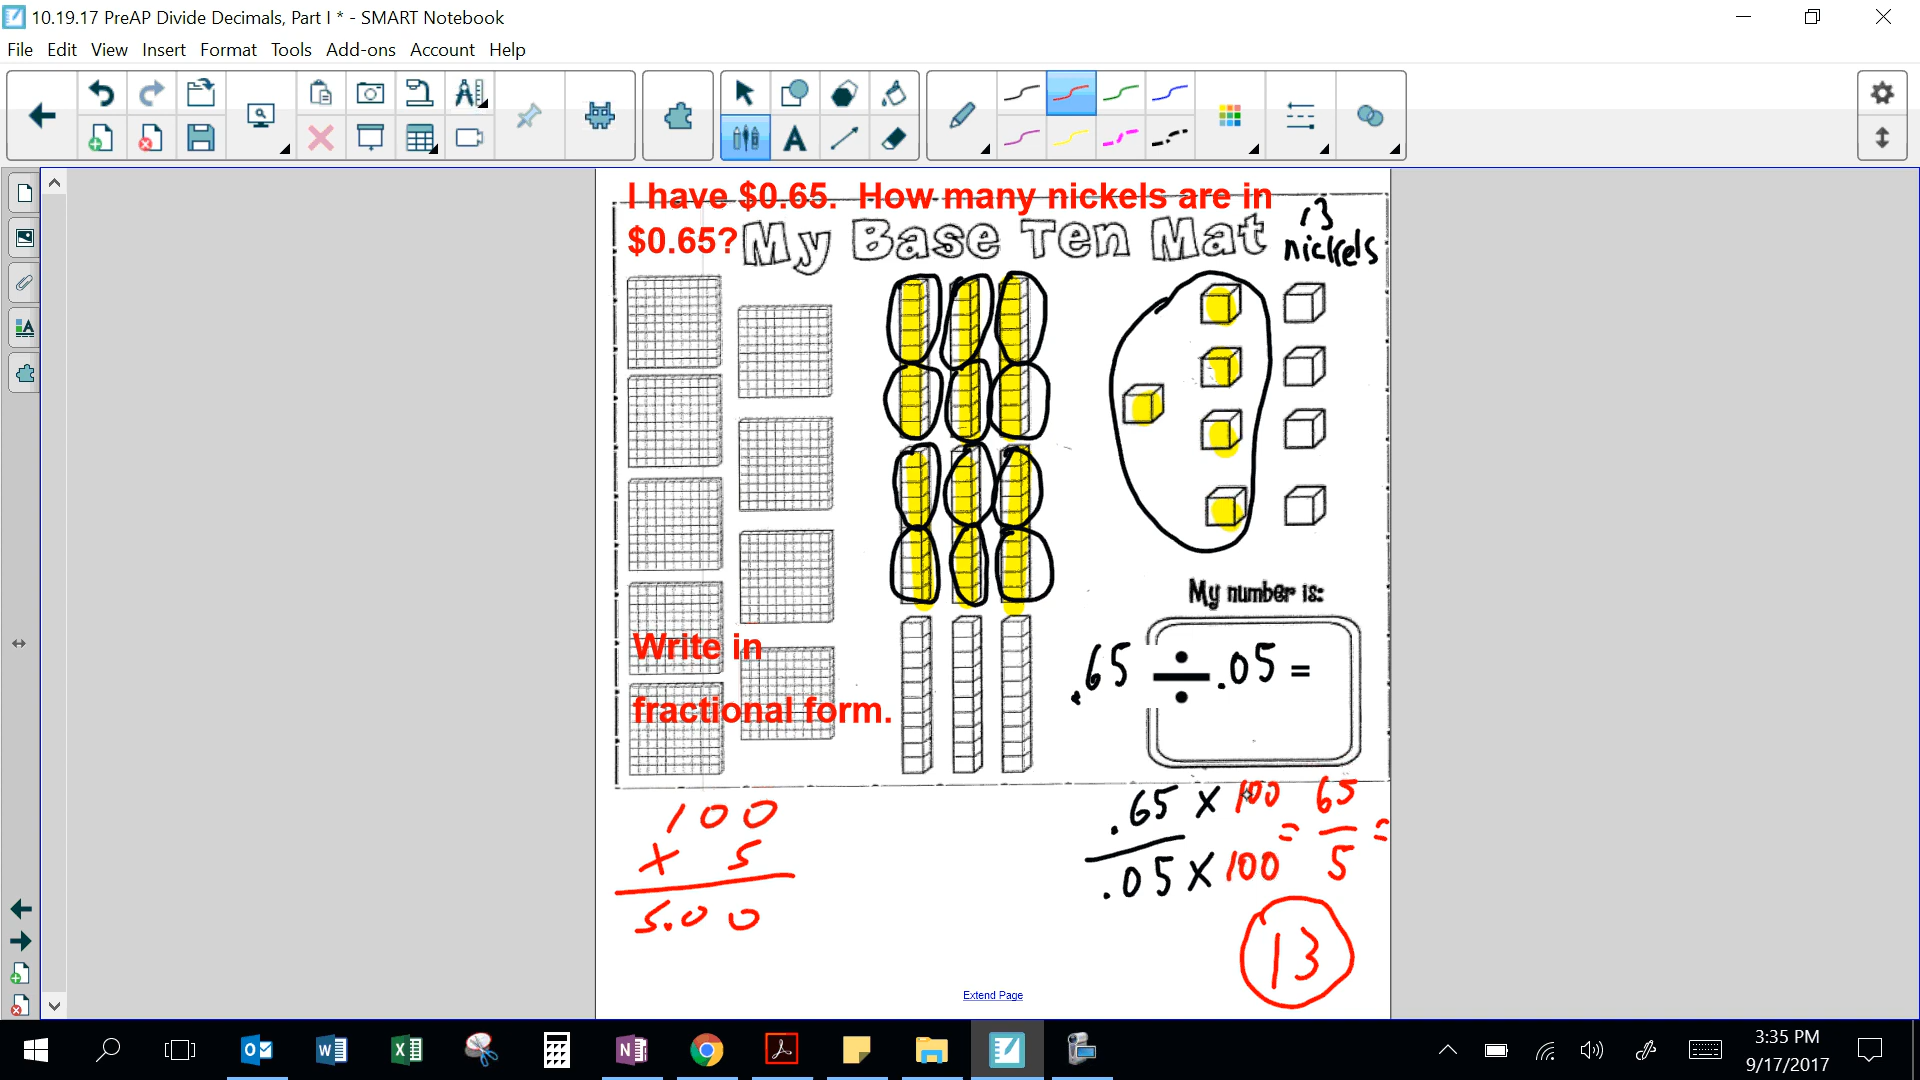 10.19.17 PreAP Divide Decimals, Part I * - SMART Notebook
File Edit View Insert Format Tools Add-ons Account Help
I have $0.65. How many nickels are in
$0.65?
My Base Ten Mat
13
nickels
My number is:
.65 ÷ .05 =
Write in
fractional form.
100
x 5
5.00
.65 x 100 = 65 =
.05 x 100 5
13
Extend Page
3:35 PM
9/17/2017